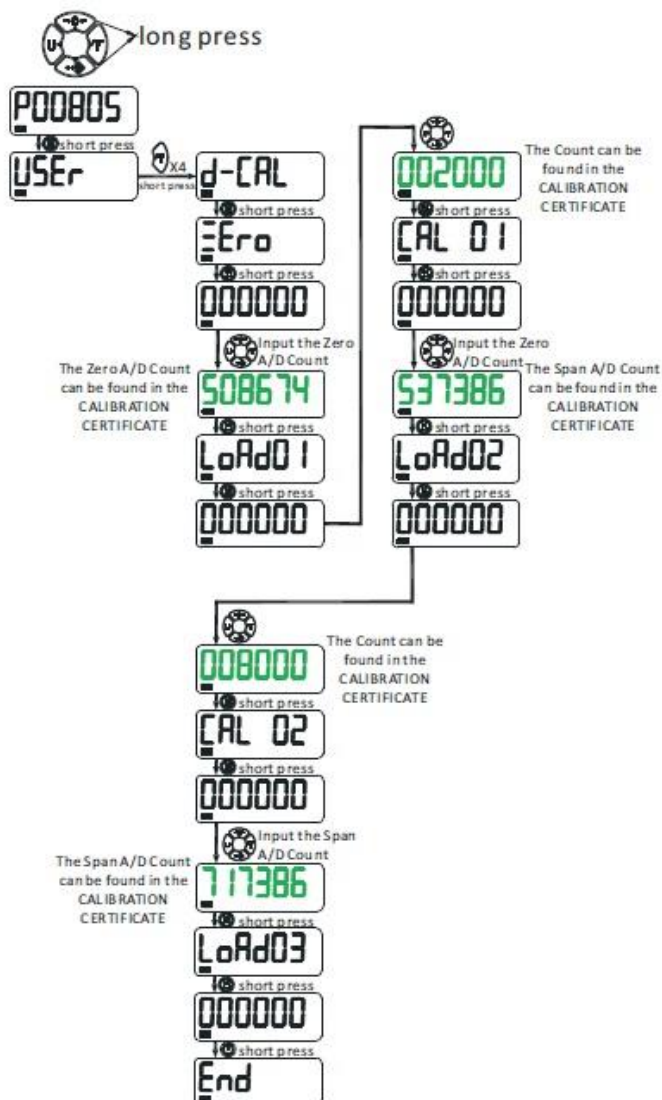 long press
P00805
short press
USEr
X4
short press
d-CAL
short press
ZEro
short press
000000
Input the Zero
A/D Count
The Zero A/D Count
can be found in the
CALIBRATION
CERTIFICATE
508674
short press
LoAd01
short press
000000
002000
The Count can be
found in the
CALIBRATION
CERTIFICATE
short press
CAL 01
short press
000000
Input the Zero
A/D Count
537386
The Span A/D Count
can be found in the
CALIBRATION
CERTIFICATE
short press
LoAd02
short press
000000
008000
The Count can be
found in the
CALIBRATION
CERTIFICATE
short press
CAL 02
short press
000000
Input the Span
A/D Count
The Span A/D Count
can be found in the
CALIBRATION
CERTIFICATE
717386
short press
LoAd03
short press
000000
short press
End